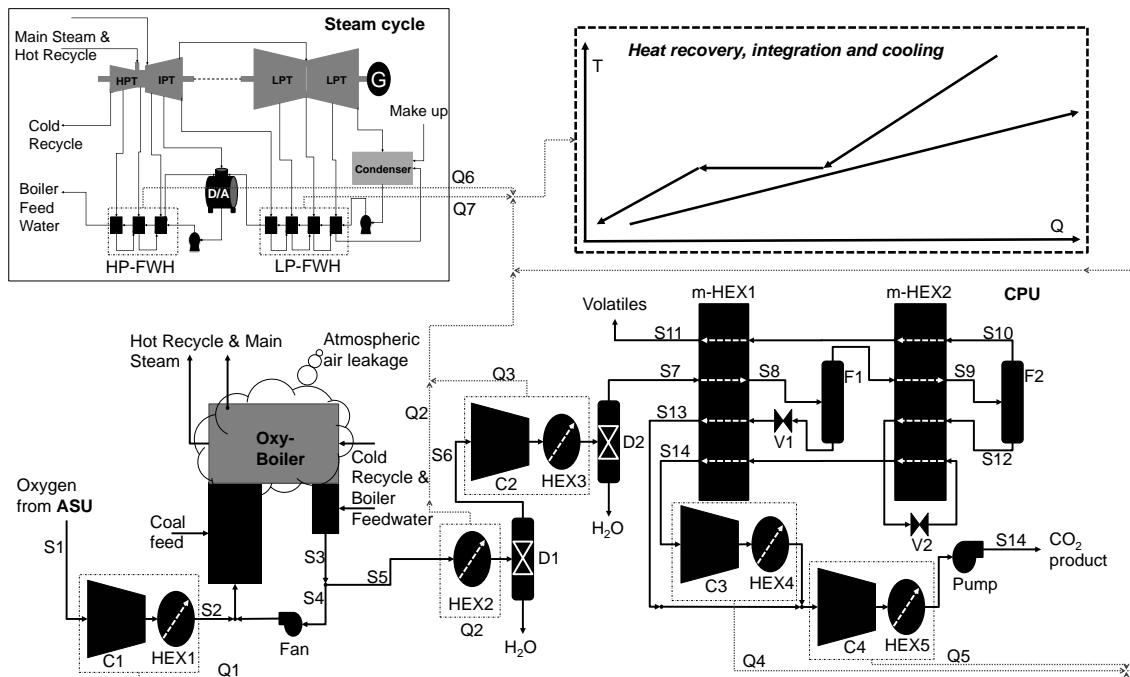 Steam cycle
Main Steam &
Hot Recycle
HPT
IPT
LPT
LPT
G
Cold
Recycle
Make up
Condenser
Boiler
Feed
Water
D/A
Q6
Q7
HP-FWH
LP-FWH
Heat recovery, integration and cooling
T
Q
Hot Recycle & Main
Steam
Atmospheric
air leakage
Oxy-
Boiler
Oxygen
from ASU
Coal
feed
Cold
Recycle &
Boiler
Feedwater
S1
S2
S3
S4
S5
C1
HEX1
Fan
Q1
Q2
Q3
S6
C2
HEX3
D2
H2O
HEX2
Q2
D1
H2O
CPU
m-HEX1
m-HEX2
Volatiles
S11
S10
S7
S8
F1
S9
F2
S13
V1
S12
S14
V2
C3
HEX4
S14
CO2
product
Pump
C4
HEX5
Q4
Q5